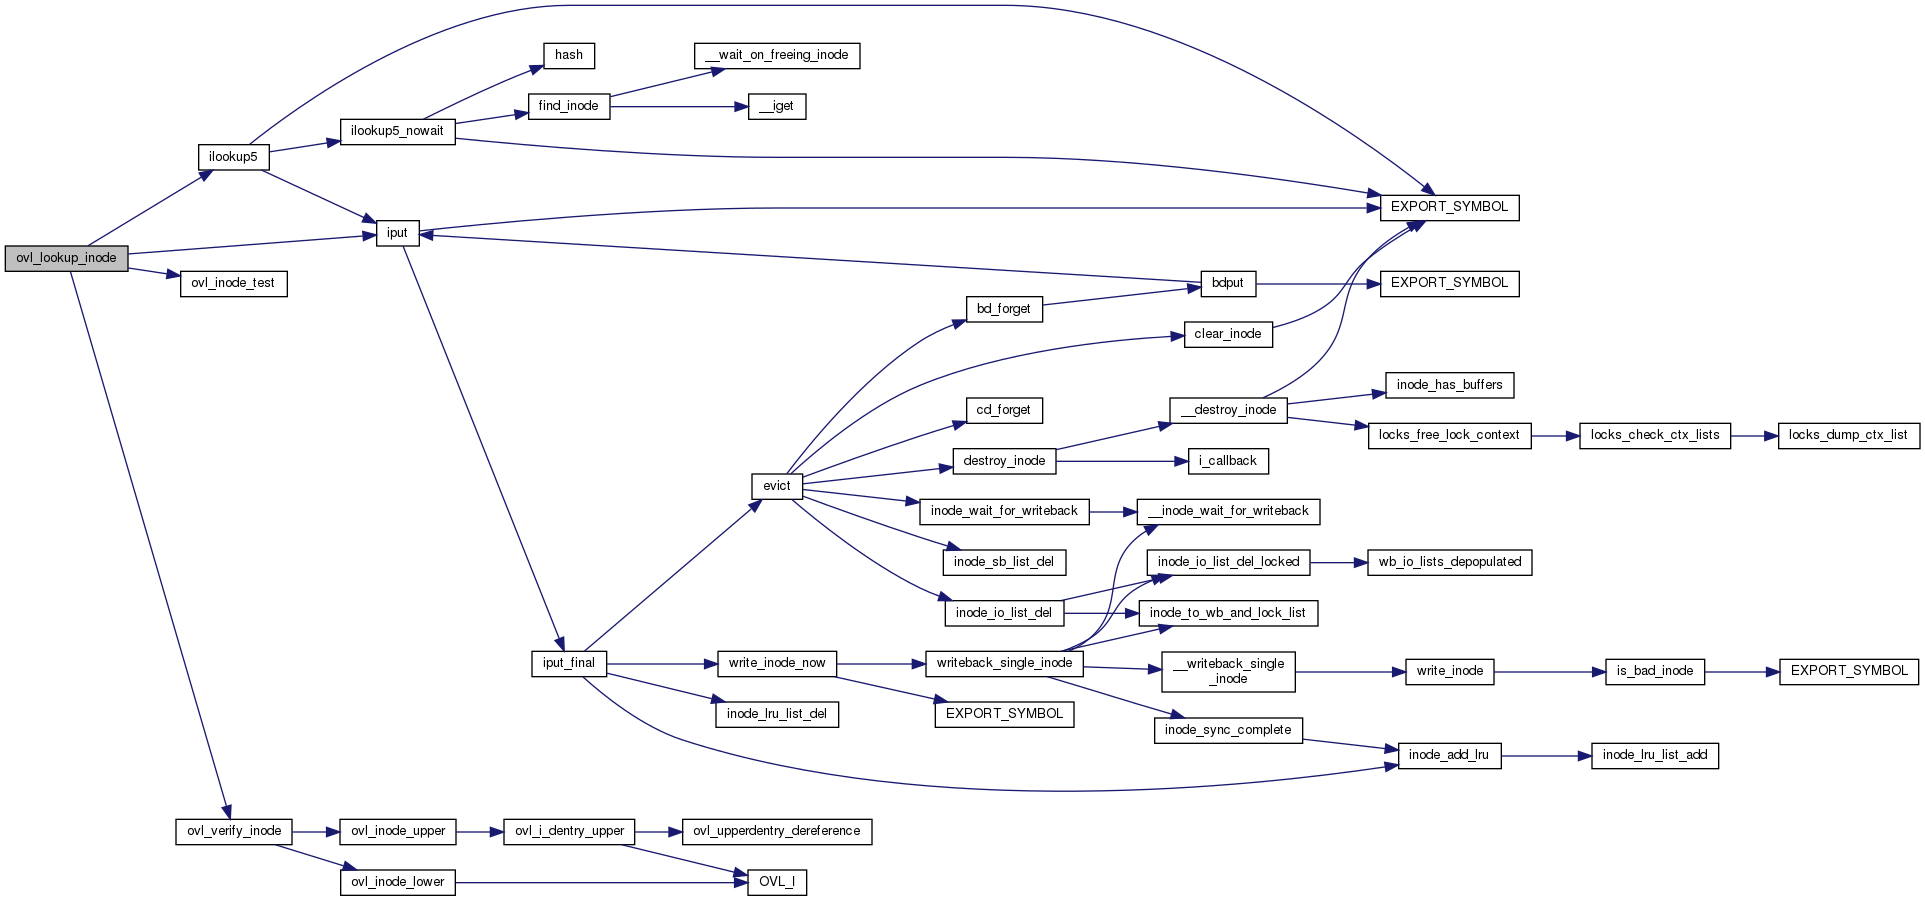 hash
__wait_on_freeing_inode
find_inode
__iget
ilookup5_nowait
ilookup5
EXPORT_SYMBOL
iput
ovl_lookup_inode
ovl_inode_test
bdput
EXPORT_SYMBOL
bd_forget
clear_inode
inode_has_buffers
cd_forget
__destroy_inode
locks_free_lock_context
locks_check_ctx_lists
locks_dump_ctx_list
destroy_inode
i_callback
evict
inode_wait_for_writeback
__inode_wait_for_writeback
inode_sb_list_del
inode_io_list_del_locked
wb_io_lists_depopulated
inode_io_list_del
inode_to_wb_and_lock_list
iput_final
write_inode_now
writeback_single_inode
__writeback_single
_inode
write_inode
is_bad_inode
EXPORT_SYMBOL
inode_lru_list_del
EXPORT_SYMBOL
inode_sync_complete
inode_add_lru
inode_lru_list_add
ovl_verify_inode
ovl_inode_upper
ovl_i_dentry_upper
ovl_upperdentry_dereference
ovl_inode_lower
OVL_I